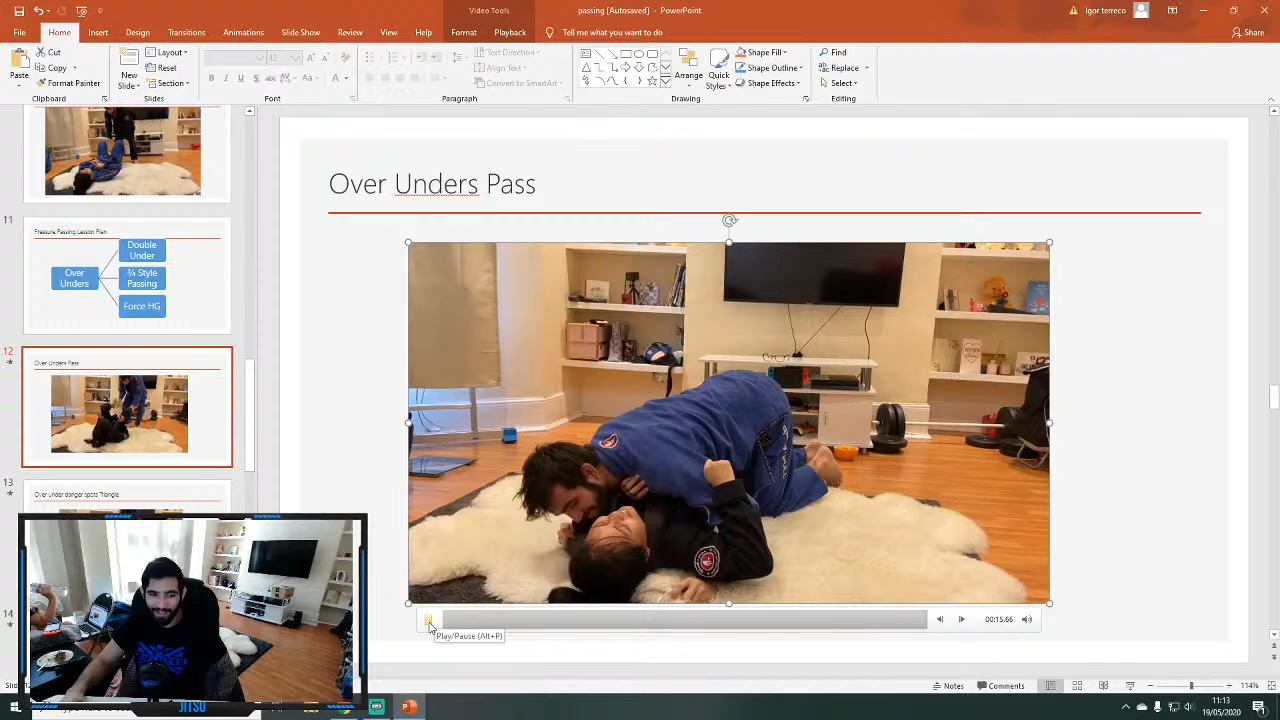 Video Tools
passing [Autosaved] - PowerPoint
Igor terreco
File Home Insert Design Transitions Animations Slide Show Review View Help Format Playback Tell me what you want to do
Share
Paste
Cut
Copy
Format Painter
Clipboard
New
Slide
Layout
Reset
Section
Slides
42
B I U S abc AV Aa A
Font
Text Direction
Align Text
Convert to SmartArt
Paragraph
Arrange
Quick
Styles
Shape Fill
Shape Outline
Shape Effects
Drawing
Find
Replace
Select
Editing
11
Pressure Passing Lesson Plan
Over
Unders
Double
Under
¾ Style
Passing
Force HG
12
Over Unders Pass
13
Over under danger spots Triangle
14
Over Unders Pass
00:15.66
Play/Pause (Alt+P)
JITSU
Notes
Comments
114%
11:13
19/05/2020